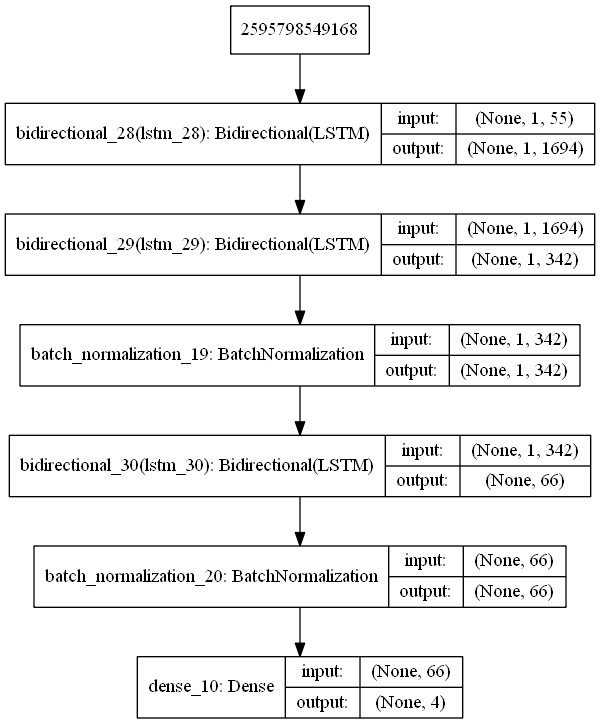 2595798549168
bidirectional_28(lstm_28): Bidirectional(LSTM)
input: (None, 1, 55)
output: (None, 1, 1694)
bidirectional_29(lstm_29): Bidirectional(LSTM)
input: (None, 1, 1694)
output: (None, 1, 342)
batch_normalization_19: BatchNormalization
input: (None, 1, 342)
output: (None, 1, 342)
bidirectional_30(lstm_30): Bidirectional(LSTM)
input: (None, 1, 342)
output: (None, 66)
batch_normalization_20: BatchNormalization
input: (None, 66)
output: (None, 66)
dense_10: Dense
input: (None, 66)
output: (None, 4)